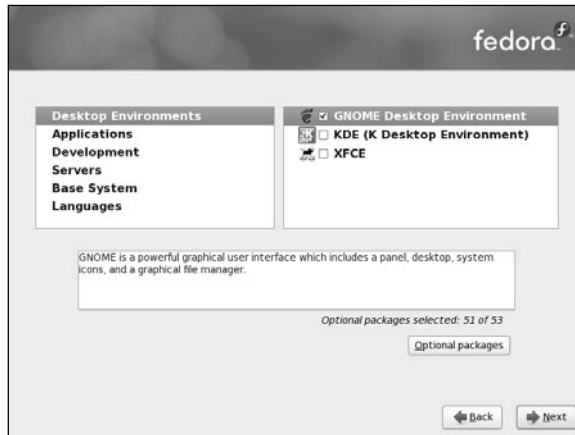 fedora
Desktop Environments
Applications
Development
Servers
Base System
Languages
GNOME Desktop Environment
KDE (K Desktop Environment)
XFCE
GNOME is a powerful graphical user interface which includes a panel, desktop, system
icons, and a graphical file manager.
Optional packages selected: 51 of 53
Optional packages
Back
Next